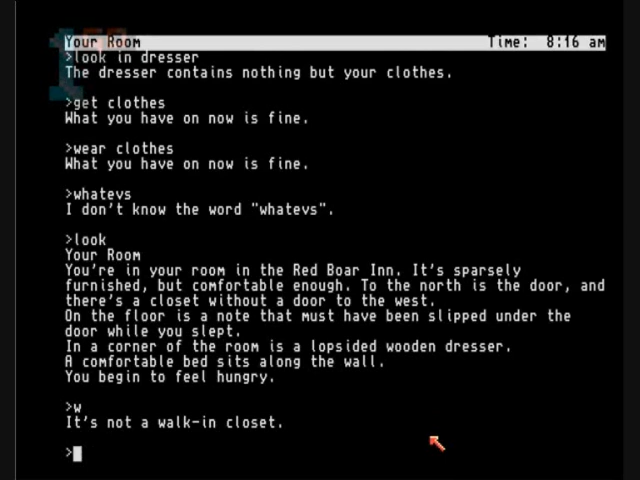 Your Room Time: 8:16 am
>look in dresser
The dresser contains nothing but your clothes.
>get clothes
What you have on now is fine.
>wear clothes
What you have on now is fine.
>whatevs
I don't know the word "whatevs".
>look
Your Room
You're in your room in the Red Boar Inn. It's sparsely
furnished, but comfortable enough. To the north is the door, and
there's a closet without a door to the west.
On the floor is a note that must have been slipped under the
door while you slept.
In a corner of the room is a lopsided wooden dresser.
A comfortable bed sits along the wall.
You begin to feel hungry.
>w
It's not a walk-in closet.
>